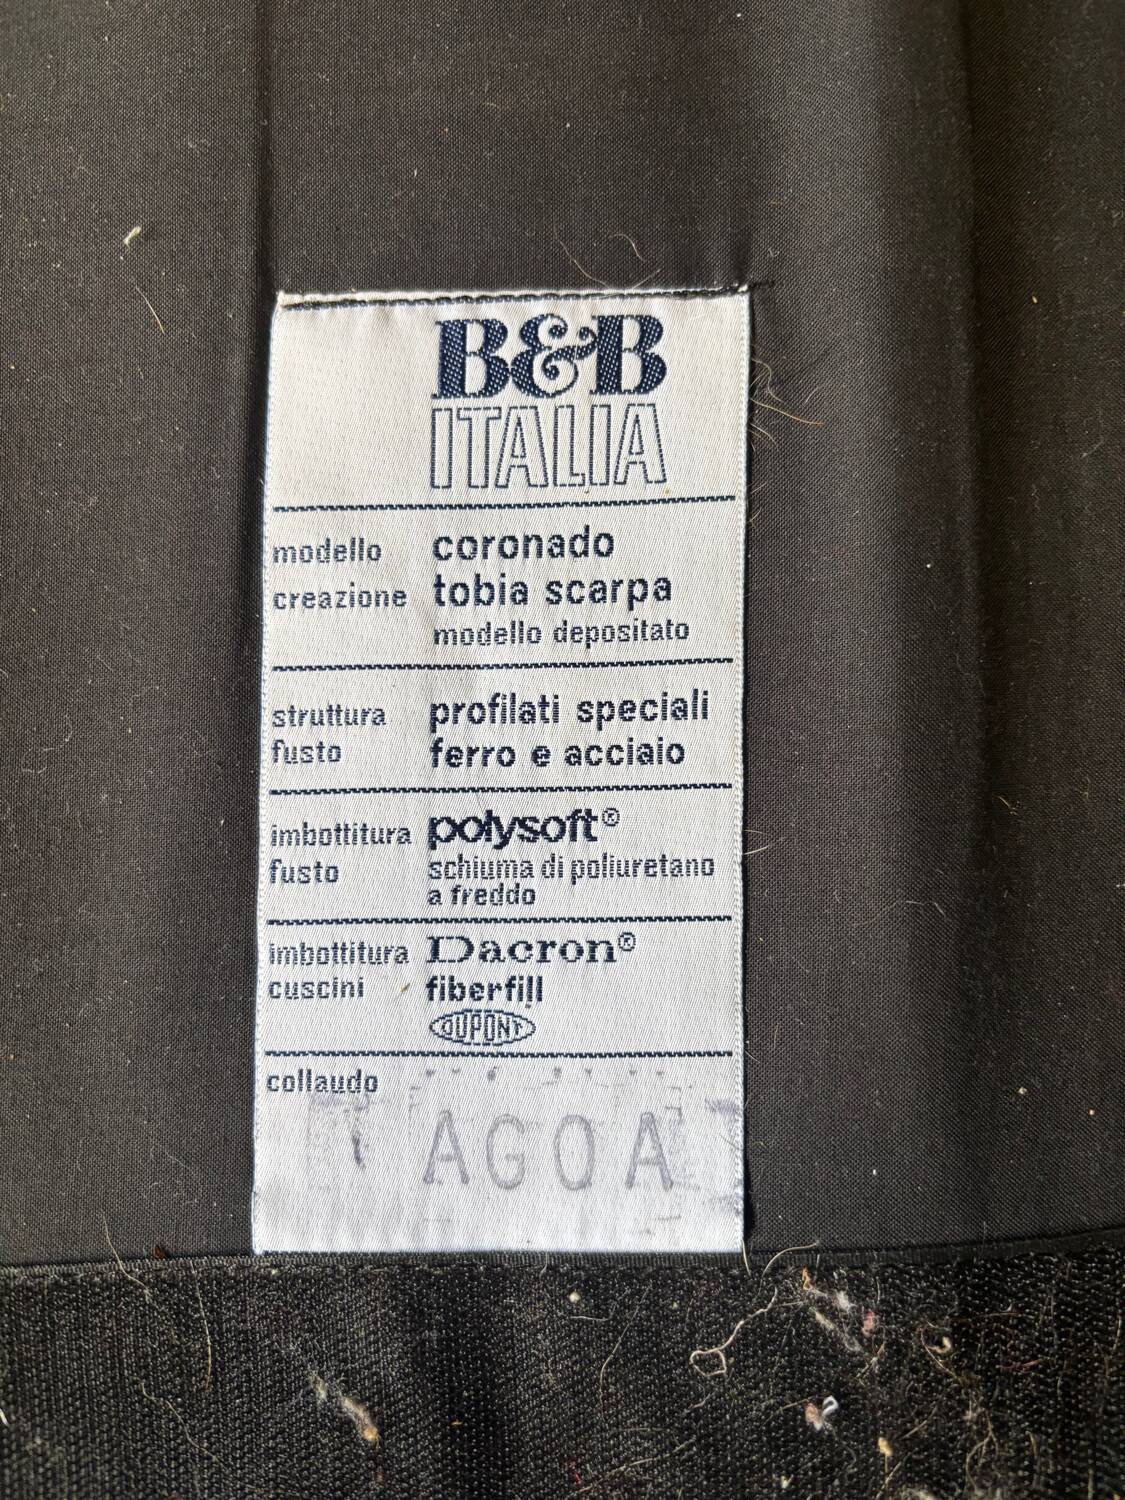 B&B
ITALIA
modello coronado
creazione tobia scarpa
modello depositato
struttura profilati speciali
fusto ferro e acciaio
imbottitura polysoft®
fusto schiuma di poliuretano
a freddo
imbottitura Dacron®
cuscini fiberfill
DUPONT
collaudo
AGOA